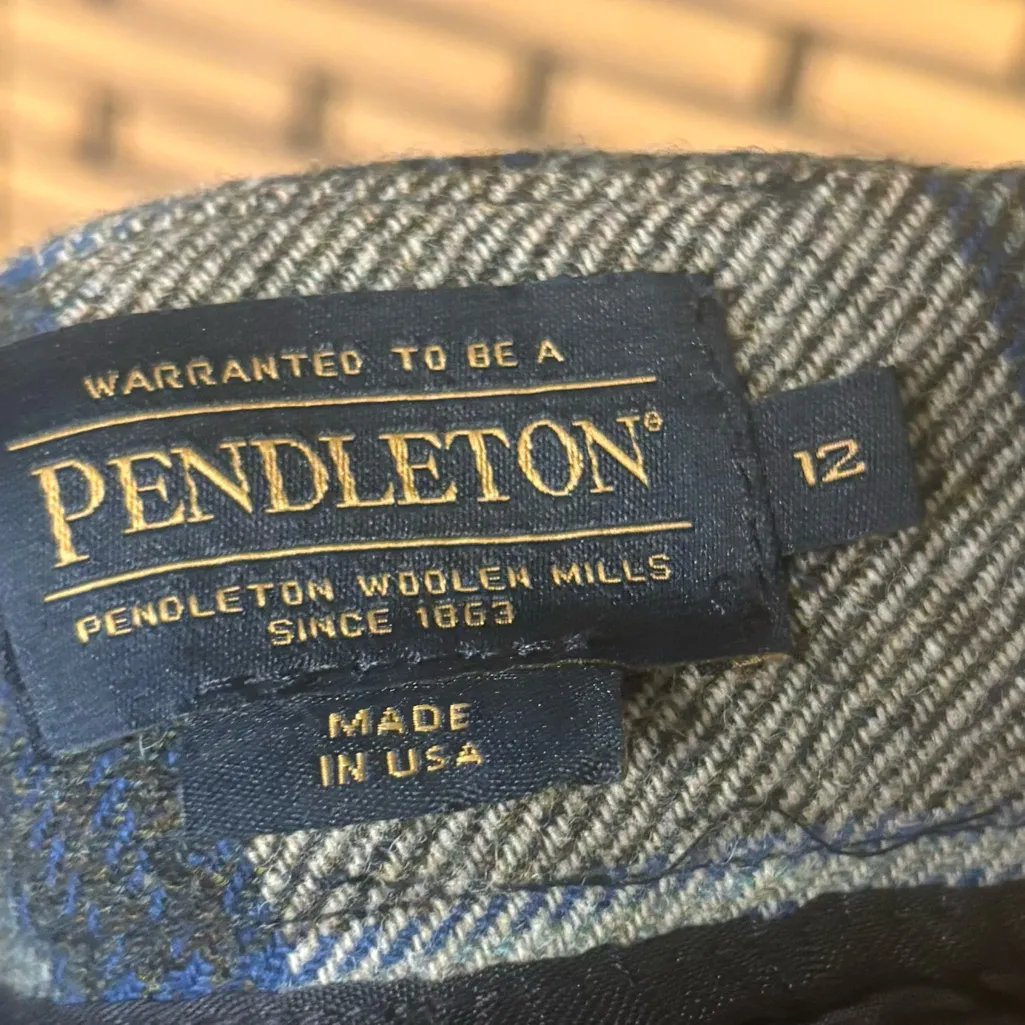 WARRANTED TO BE A
PENDLETON®
12
PENDLETON WOOLEN MILLS
SINCE 1863
MADE
IN USA